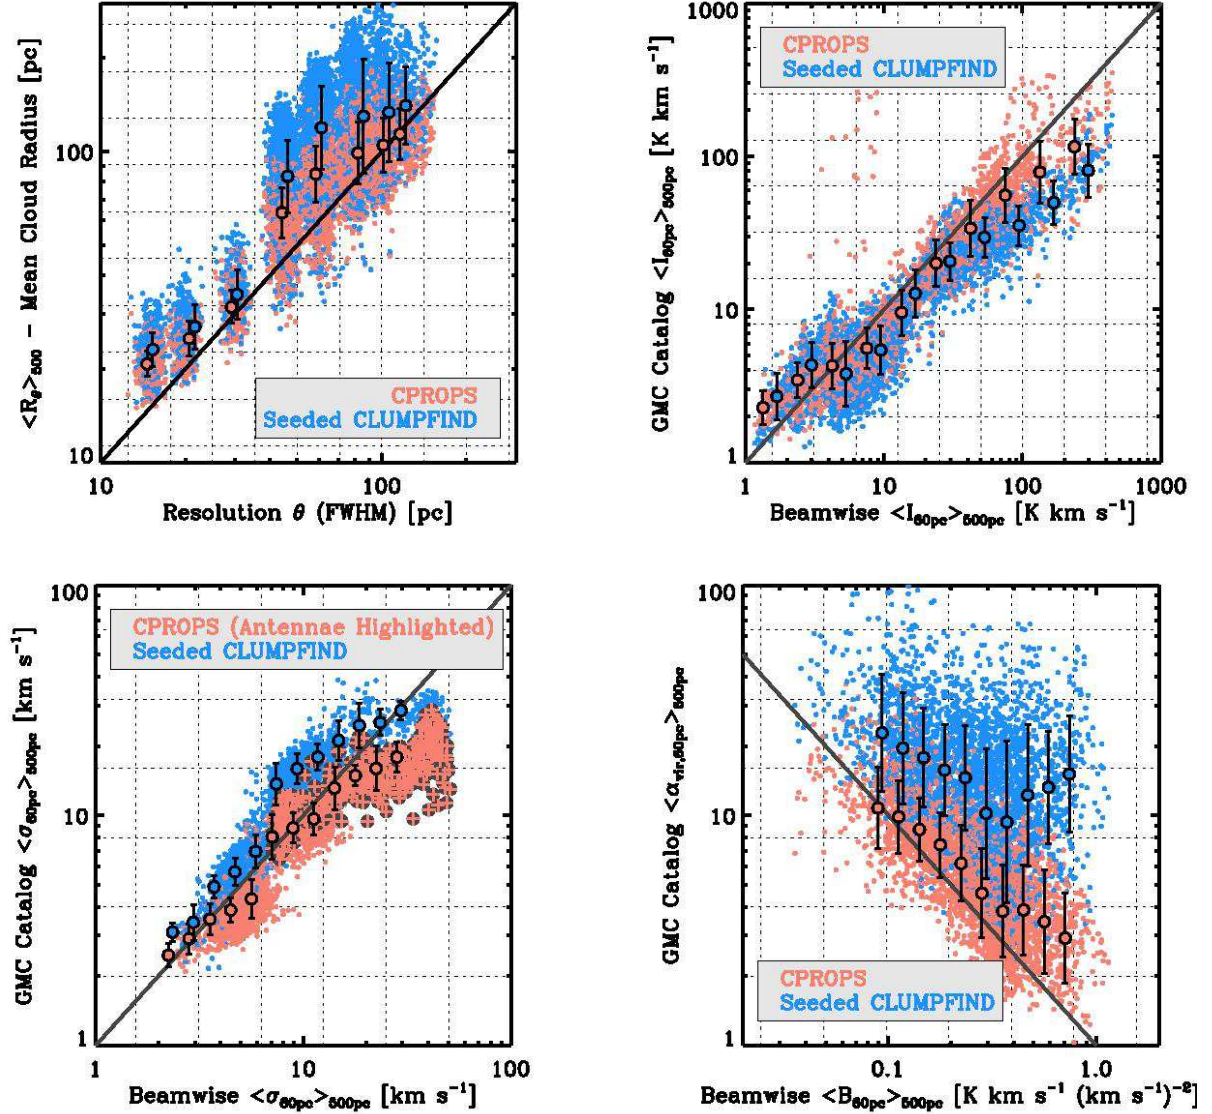 <R_θ>_500 − Mean Cloud Radius [pc]
100
10
10
100
Resolution θ (FWHM) [pc]
CPROPS
Seeded CLUMPFIND
GMC Catalog <I_60pc>_500pc [K km s⁻¹]
1000
100
10
1
1
10
100
1000
Beamwise <I_60pc>_500pc [K km s⁻¹]
CPROPS
Seeded CLUMPFIND
GMC Catalog <σ_60pc>_500pc [km s⁻¹]
100
10
1
1
10
100
Beamwise <σ_60pc>_500pc [km s⁻¹]
CPROPS (Antennae Highlighted)
Seeded CLUMPFIND
GMC Catalog <α_vir,60pc>_500pc
100
10
1
0.1
1.0
Beamwise <B_60pc>_500pc [K km s⁻¹ (km s⁻¹)⁻²]
CPROPS
Seeded CLUMPFIND